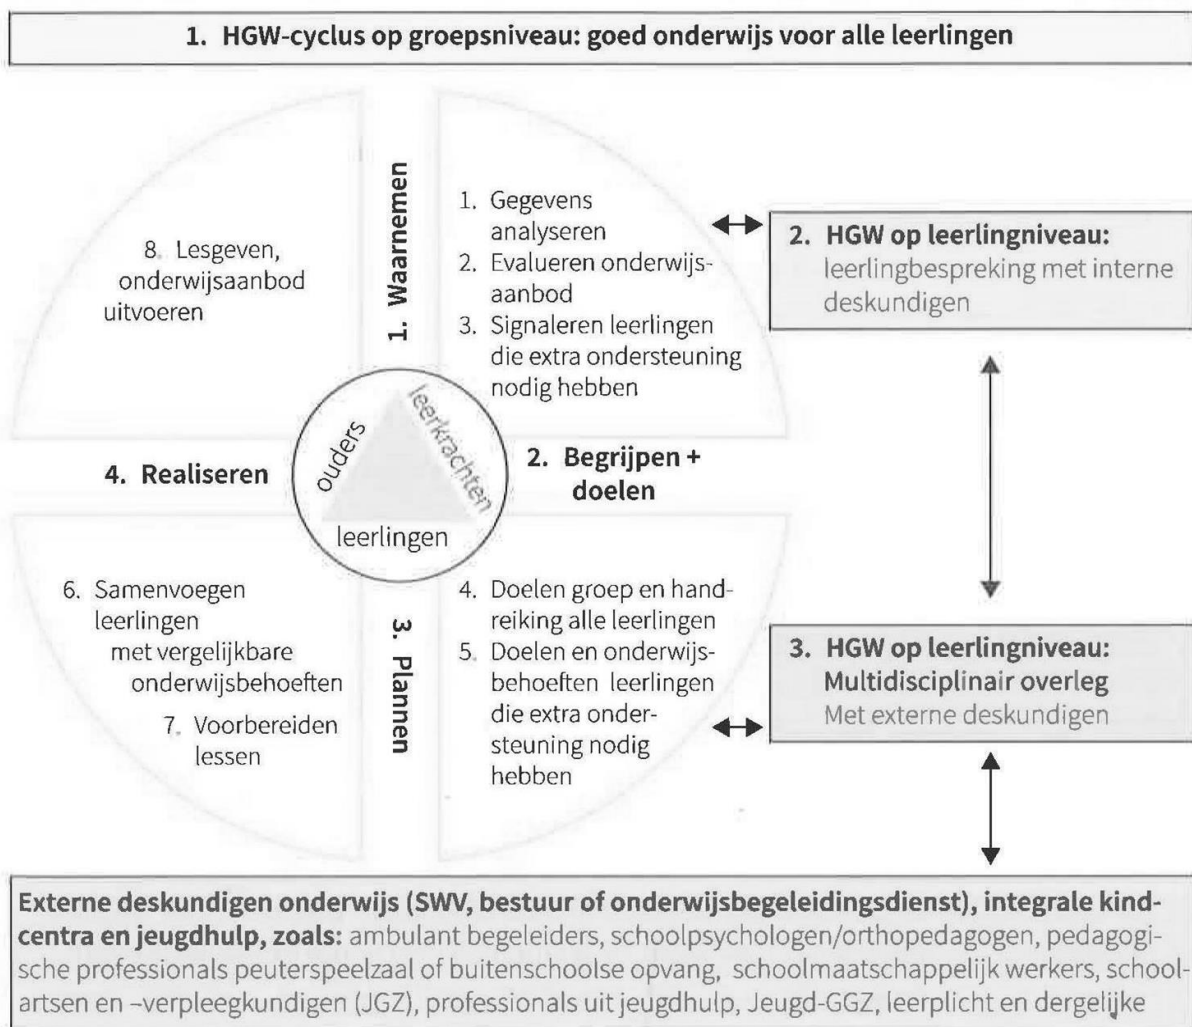 1. HGW-cyclus op groepsniveau: goed onderwijs voor alle leerlingen
8. Lesgeven,
onderwijsaanbod
uitvoeren
1. Waarnemen
1. Gegevens
analyseren
2. Evalueren onderwijs-
aanbod
3. Signaleren leerlingen
die extra ondersteuning
nodig hebben
2. HGW op leerlingniveau:
leerlingbespreking met interne
deskundigen
4. Realiseren
ouders
leerkrachten
leerlingen
2. Begrijpen +
doelen
6. Samenvoegen
leerlingen
met vergelijkbare
onderwijsbehoeften
7. Voorbereiden
lessen
3. Plannen
4. Doelen groep en hand-
reiking alle leerlingen
5. Doelen en onderwijs-
behoeften leerlingen
die extra onder-
steuning nodig
hebben
3. HGW op leerlingniveau:
Multidisciplinair overleg
Met externe deskundigen
Externe deskundigen onderwijs (SWV, bestuur of onderwijsbegeleidingsdienst), integrale kind-
centra en jeugdhulp, zoals: ambulant begeleiders, schoolpsychologen/orthopedagogen, pedagogi-
sche professionals peuterspeelzaal of buitenschoolse opvang, schoolmaatschappelijk werkers, school-
artsen en –verpleegkundigen (JGZ), professionals uit jeugdhulp, Jeugd-GGZ, leerplicht en dergelijke